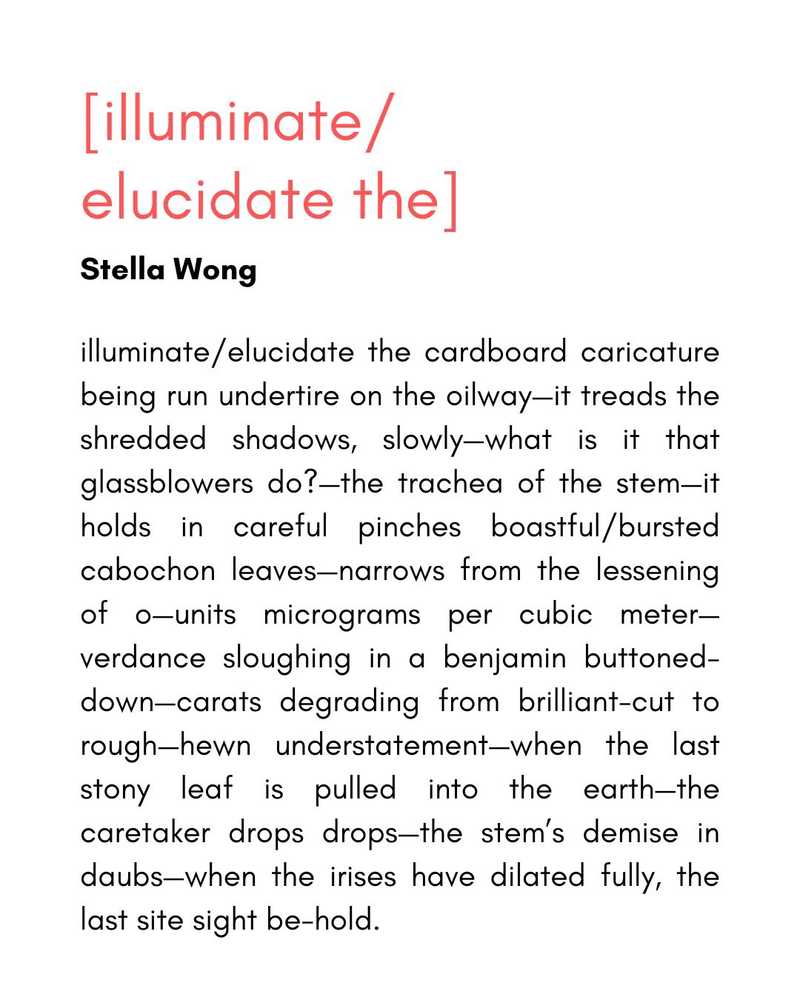 [illuminate/
elucidate the]
Stella Wong
illuminate/elucidate the cardboard caricature
being run undertire on the oilway—it treads the
shredded shadows, slowly—what is it that
glassblowers do?—the trachea of the stem—it
holds in careful pinches boastful/bursted
cabochon leaves—narrows from the lessening
of o—units micrograms per cubic meter—
verdance sloughing in a benjamin buttoned-
down—carats degrading from brilliant-cut to
rough—hewn understatement—when the last
stony leaf is pulled into the earth—the
caretaker drops drops—the stem’s demise in
daubs—when the irises have dilated fully, the
last site sight be-hold.